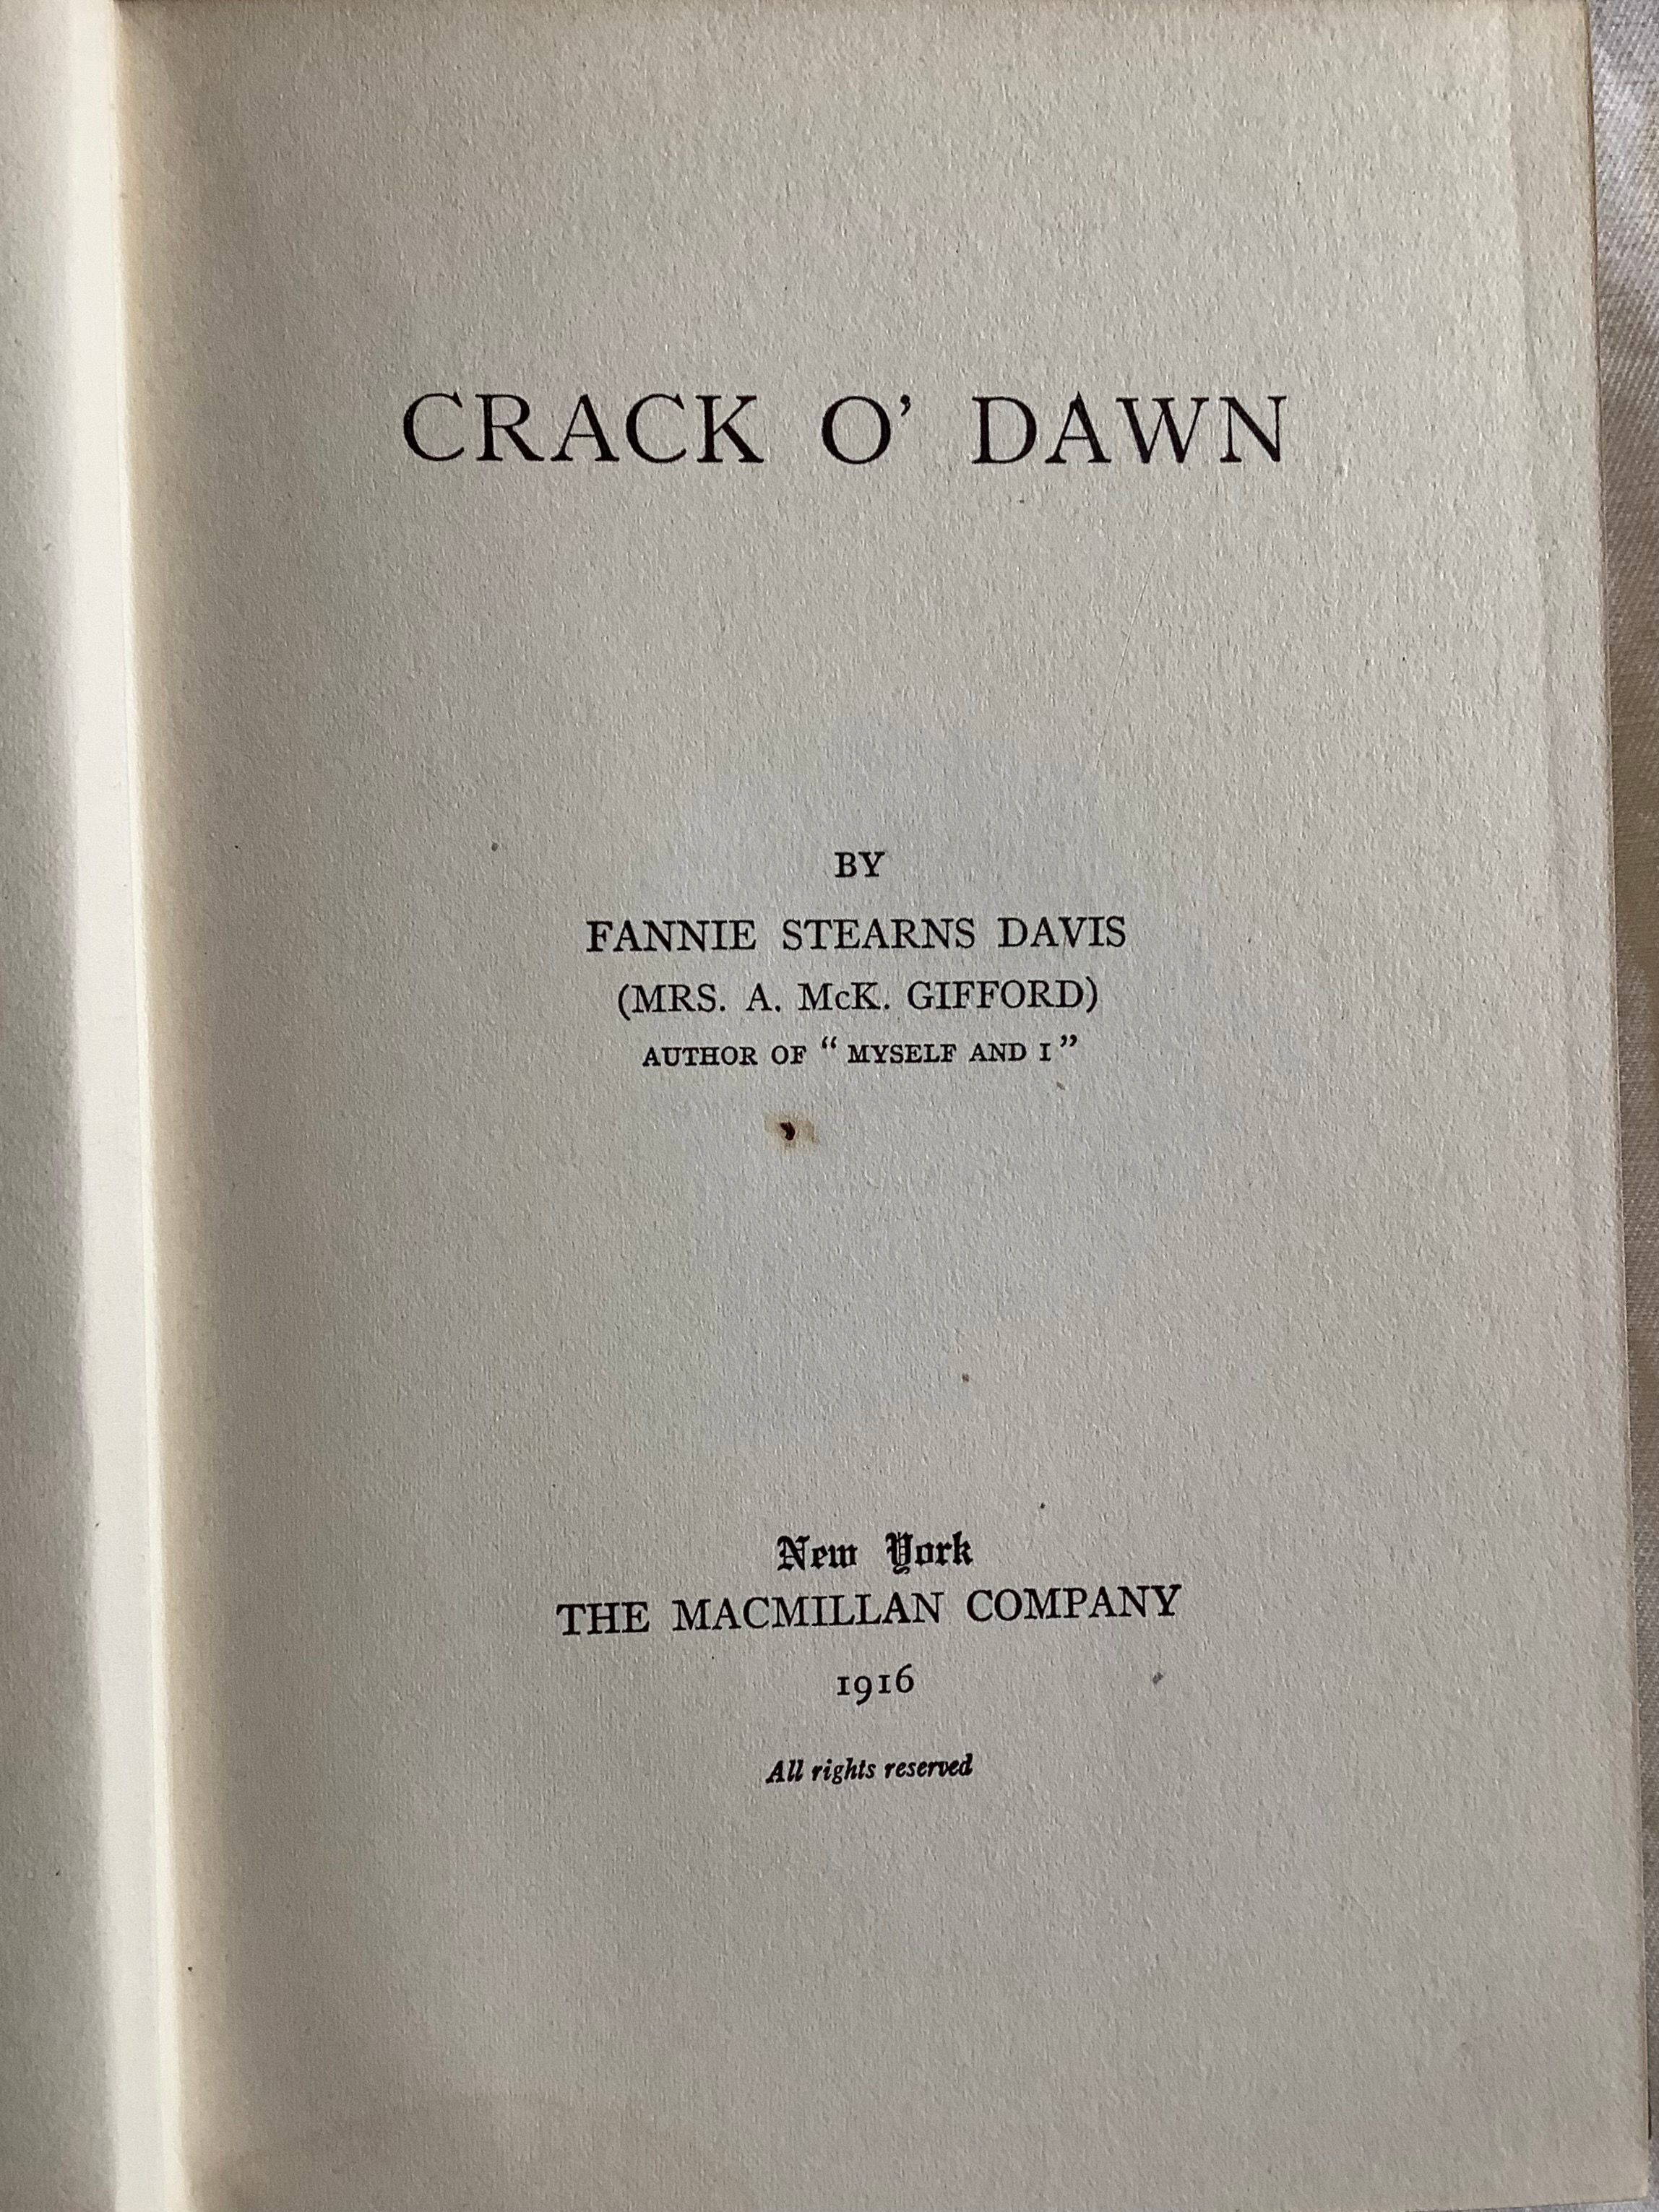 CRACK O’ DAWN
BY
FANNIE STEARNS DAVIS
(MRS. A. McK. GIFFORD)
AUTHOR OF “MYSELF AND I”
New York
THE MACMILLAN COMPANY
1916
All rights reserved